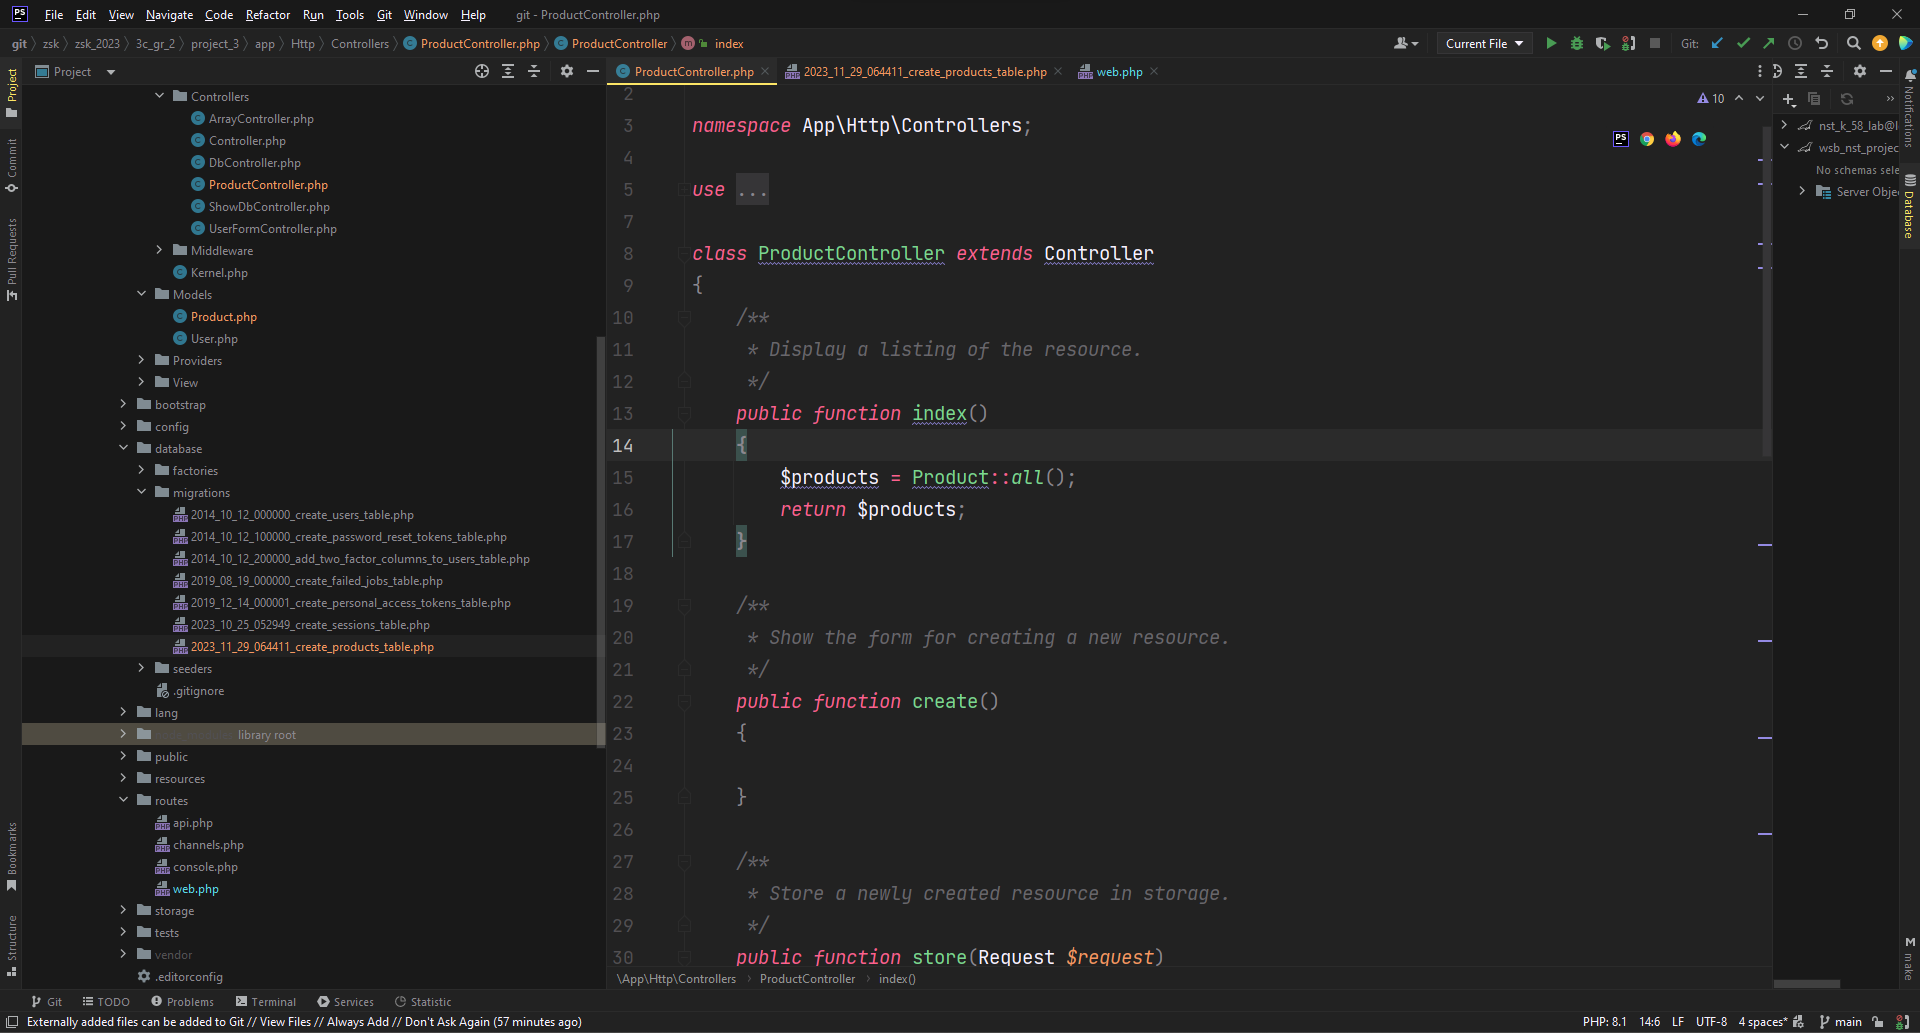 PS File Edit View Navigate Code Refactor Run Tools Git Window Help git - ProductController.php
git zsk zsk_2023 3c_gr_2 project_3 app Http Controllers ProductController.php ProductController index
Current File Git:
Project
Commit
Pull Requests
Bookmarks
Structure
Project
Controllers
ArrayController.php
Controller.php
DbController.php
ProductController.php
ShowDbController.php
UserFormController.php
Middleware
Kernel.php
Models
Product.php
User.php
Providers
View
bootstrap
config
database
factories
migrations
2014_10_12_000000_create_users_table.php
2014_10_12_100000_create_password_reset_tokens_table.php
2014_10_12_200000_add_two_factor_columns_to_users_table.php
2019_08_19_000000_create_failed_jobs_table.php
2019_12_14_000001_create_personal_access_tokens_table.php
2023_10_25_052949_create_sessions_table.php
2023_11_29_064411_create_products_table.php
seeders
.gitignore
lang
library root
public
resources
routes
api.php
channels.php
console.php
web.php
storage
tests
vendor
.editorconfig
ProductController.php 2023_11_29_064411_create_products_table.php web.php
10
2
3 namespace App\Http\Controllers;
4
5 use ...
7
8 class ProductController extends Controller
9 {
10 /**
11 * Display a listing of the resource.
12 */
13 public function index()
14 {
15 $products = Product::all();
16 return $products;
17 }
18
19 /**
20 * Show the form for creating a new resource.
21 */
22 public function create()
23 {
24
25 }
26
27 /**
28 * Store a newly created resource in storage.
29 */
30 public function store(Request $request)
\App\Http\Controllers ProductController index()
nst_k_58_lab@l
wsb_nst_projec
No schemas sele
Server Obje
Notifications
Database
M make
Git TODO Problems Terminal Services Statistic
Externally added files can be added to Git // View Files // Always Add // Don't Ask Again (57 minutes ago)
PHP: 8.1 14:6 LF UTF-8 4 spaces* main